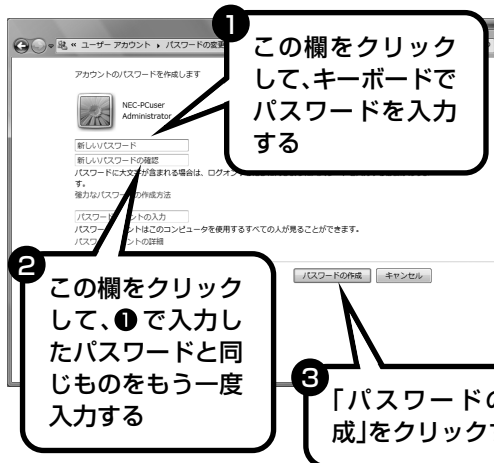 « ユーザー アカウント ▸ パスワードの変更
アカウントのパスワードを作成します
NEC-PCuser
Administrator
新しいパスワード
新しいパスワードの確認
パスワードに大文字が含まれる場合は、ログオン
す。
強力なパスワードの作成方法
パスワード ヒントの入力
パスワード ヒントはこのコンピュータを使用するすべての人が見ることができます。
パスワード ヒントの詳細
パスワードの作成 キャンセル
❶
この欄をクリック
して、キーボードで
パスワードを入力
する
❷
この欄をクリック
して、❶で入力し
たパスワードと同
じものをもう一度
入力する
❸
「パスワードの
成」をクリック